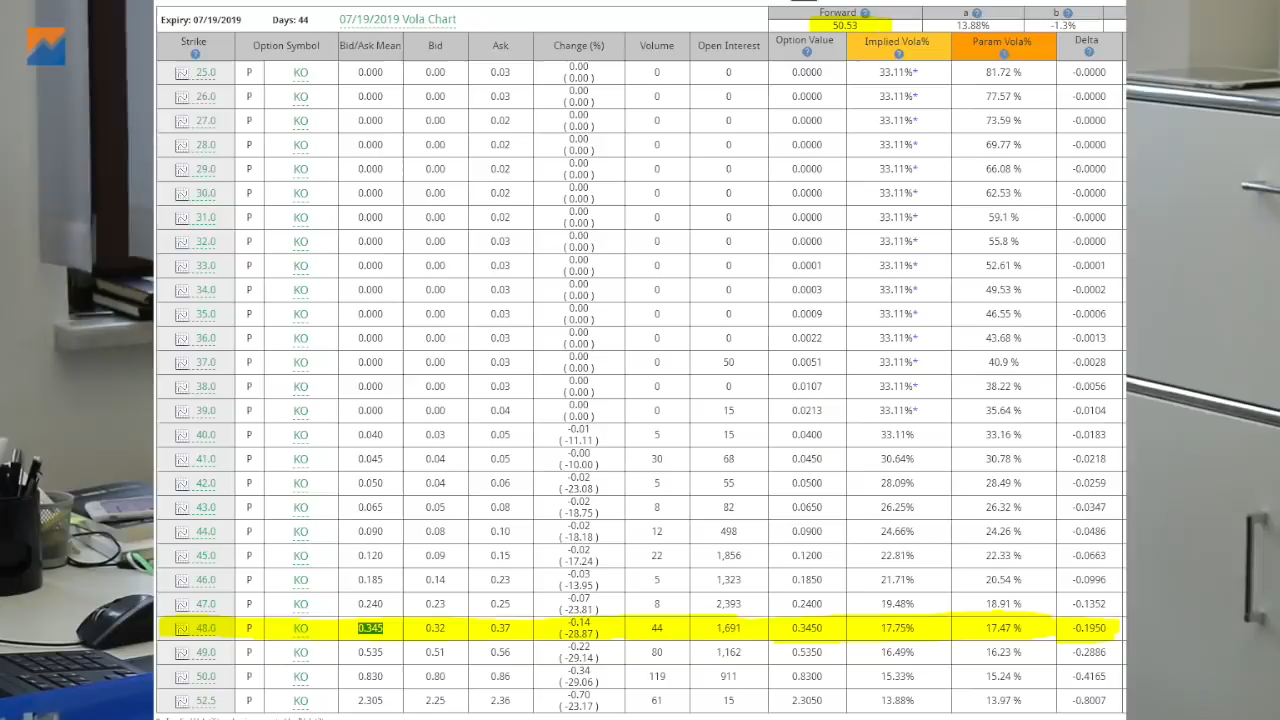 Expiry: 07/19/2019 Days: 44 07/19/2019 Vola Chart Forward a b
50.53 13.88% -1.3%
Strike Option Symbol Bid/Ask Mean Bid Ask Change (%) Volume Open Interest Option Value Implied Vola% Param Vola% Delta
25.0 P KO 0.000 0.00 0.03 0.00 ( 0.00 ) 0 0 0.0000 33.11%* 81.72 % -0.0000
26.0 P KO 0.000 0.00 0.03 0.00 ( 0.00 ) 0 0 0.0000 33.11%* 77.57 % -0.0000
27.0 P KO 0.000 0.00 0.02 0.00 ( 0.00 ) 0 0 0.0000 33.11%* 73.59 % -0.0000
28.0 P KO 0.000 0.00 0.02 0.00 ( 0.00 ) 0 0 0.0000 33.11%* 69.77 % -0.0000
29.0 P KO 0.000 0.00 0.02 0.00 ( 0.00 ) 0 0 0.0000 33.11%* 66.08 % -0.0000
30.0 P KO 0.000 0.00 0.02 0.00 ( 0.00 ) 0 0 0.0000 33.11%* 62.53 % -0.0000
31.0 P KO 0.000 0.00 0.02 0.00 ( 0.00 ) 0 0 0.0000 33.11%* 59.1 % -0.0000
32.0 P KO 0.000 0.00 0.03 0.00 ( 0.00 ) 0 0 0.0000 33.11%* 55.8 % -0.0000
33.0 P KO 0.000 0.00 0.03 0.00 ( 0.00 ) 0 0 0.0001 33.11%* 52.61 % -0.0001
34.0 P KO 0.000 0.00 0.03 0.00 ( 0.00 ) 0 0 0.0003 33.11%* 49.53 % -0.0002
35.0 P KO 0.000 0.00 0.03 0.00 ( 0.00 ) 0 0 0.0009 33.11%* 46.55 % -0.0006
36.0 P KO 0.000 0.00 0.03 0.00 ( 0.00 ) 0 0 0.0022 33.11%* 43.68 % -0.0013
37.0 P KO 0.000 0.00 0.03 0.00 ( 0.00 ) 0 50 0.0051 33.11%* 40.9 % -0.0028
38.0 P KO 0.000 0.00 0.03 0.00 ( 0.00 ) 0 0 0.0107 33.11%* 38.22 % -0.0056
39.0 P KO 0.000 0.00 0.04 0.00 ( 0.00 ) 0 15 0.0213 33.11%* 35.64 % -0.0104
40.0 P KO 0.040 0.03 0.05 -0.01 ( -11.11 ) 5 15 0.0400 33.11% 33.16 % -0.0183
41.0 P KO 0.045 0.04 0.05 -0.00 ( -10.00 ) 30 68 0.0450 30.64% 30.78 % -0.0218
42.0 P KO 0.050 0.04 0.06 -0.02 ( -23.08 ) 5 55 0.0500 28.09% 28.49 % -0.0259
43.0 P KO 0.065 0.05 0.08 -0.02 ( -18.75 ) 8 82 0.0650 26.25% 26.32 % -0.0347
44.0 P KO 0.090 0.08 0.10 -0.02 ( -18.18 ) 12 498 0.0900 24.66% 24.26 % -0.0486
45.0 P KO 0.120 0.09 0.15 -0.02 ( -17.24 ) 22 1,856 0.1200 22.81% 22.33 % -0.0663
46.0 P KO 0.185 0.14 0.23 -0.03 ( -13.95 ) 5 1,323 0.1850 21.71% 20.54 % -0.0996
47.0 P KO 0.240 0.23 0.25 -0.07 ( -23.81 ) 8 2,393 0.2400 19.48% 18.91 % -0.1352
48.0 P KO 0.345 0.32 0.37 -0.14 ( -28.87 ) 44 1,691 0.3450 17.75% 17.47 % -0.1950
49.0 P KO 0.535 0.51 0.56 -0.22 ( -29.14 ) 80 1,162 0.5350 16.49% 16.23 % -0.2886
50.0 P KO 0.830 0.80 0.86 -0.34 ( -29.06 ) 119 911 0.8300 15.33% 15.24 % -0.4165
52.5 P KO 2.305 2.25 2.36 -0.70 ( -23.17 ) 61 15 2.3050 13.88% 13.97 % -0.8007